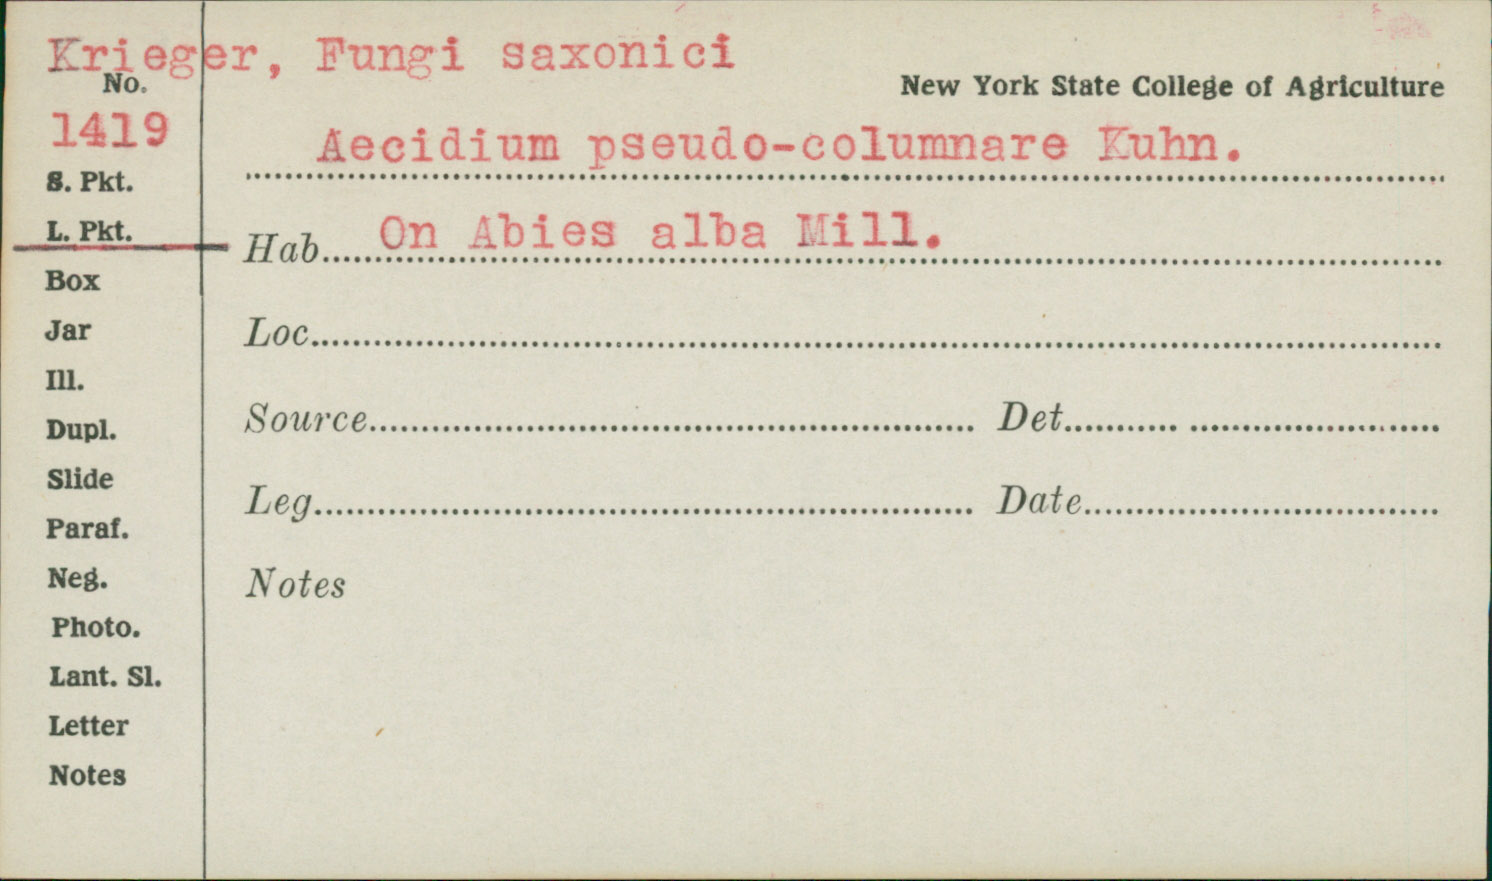 Krieger, Fungi saxonici
New York State College of Agriculture
No.
1419
Aecidium pseudo-columnare Kuhn.
S. Pkt.
L. Pkt.
Hab. On Abies alba Mill.
Box
Jar
Loc.
Ill.
Dupl.
Source Det.
Slide
Leg. Date
Paraf.
Neg.
Notes
Photo.
Lant. Sl.
Letter
Notes